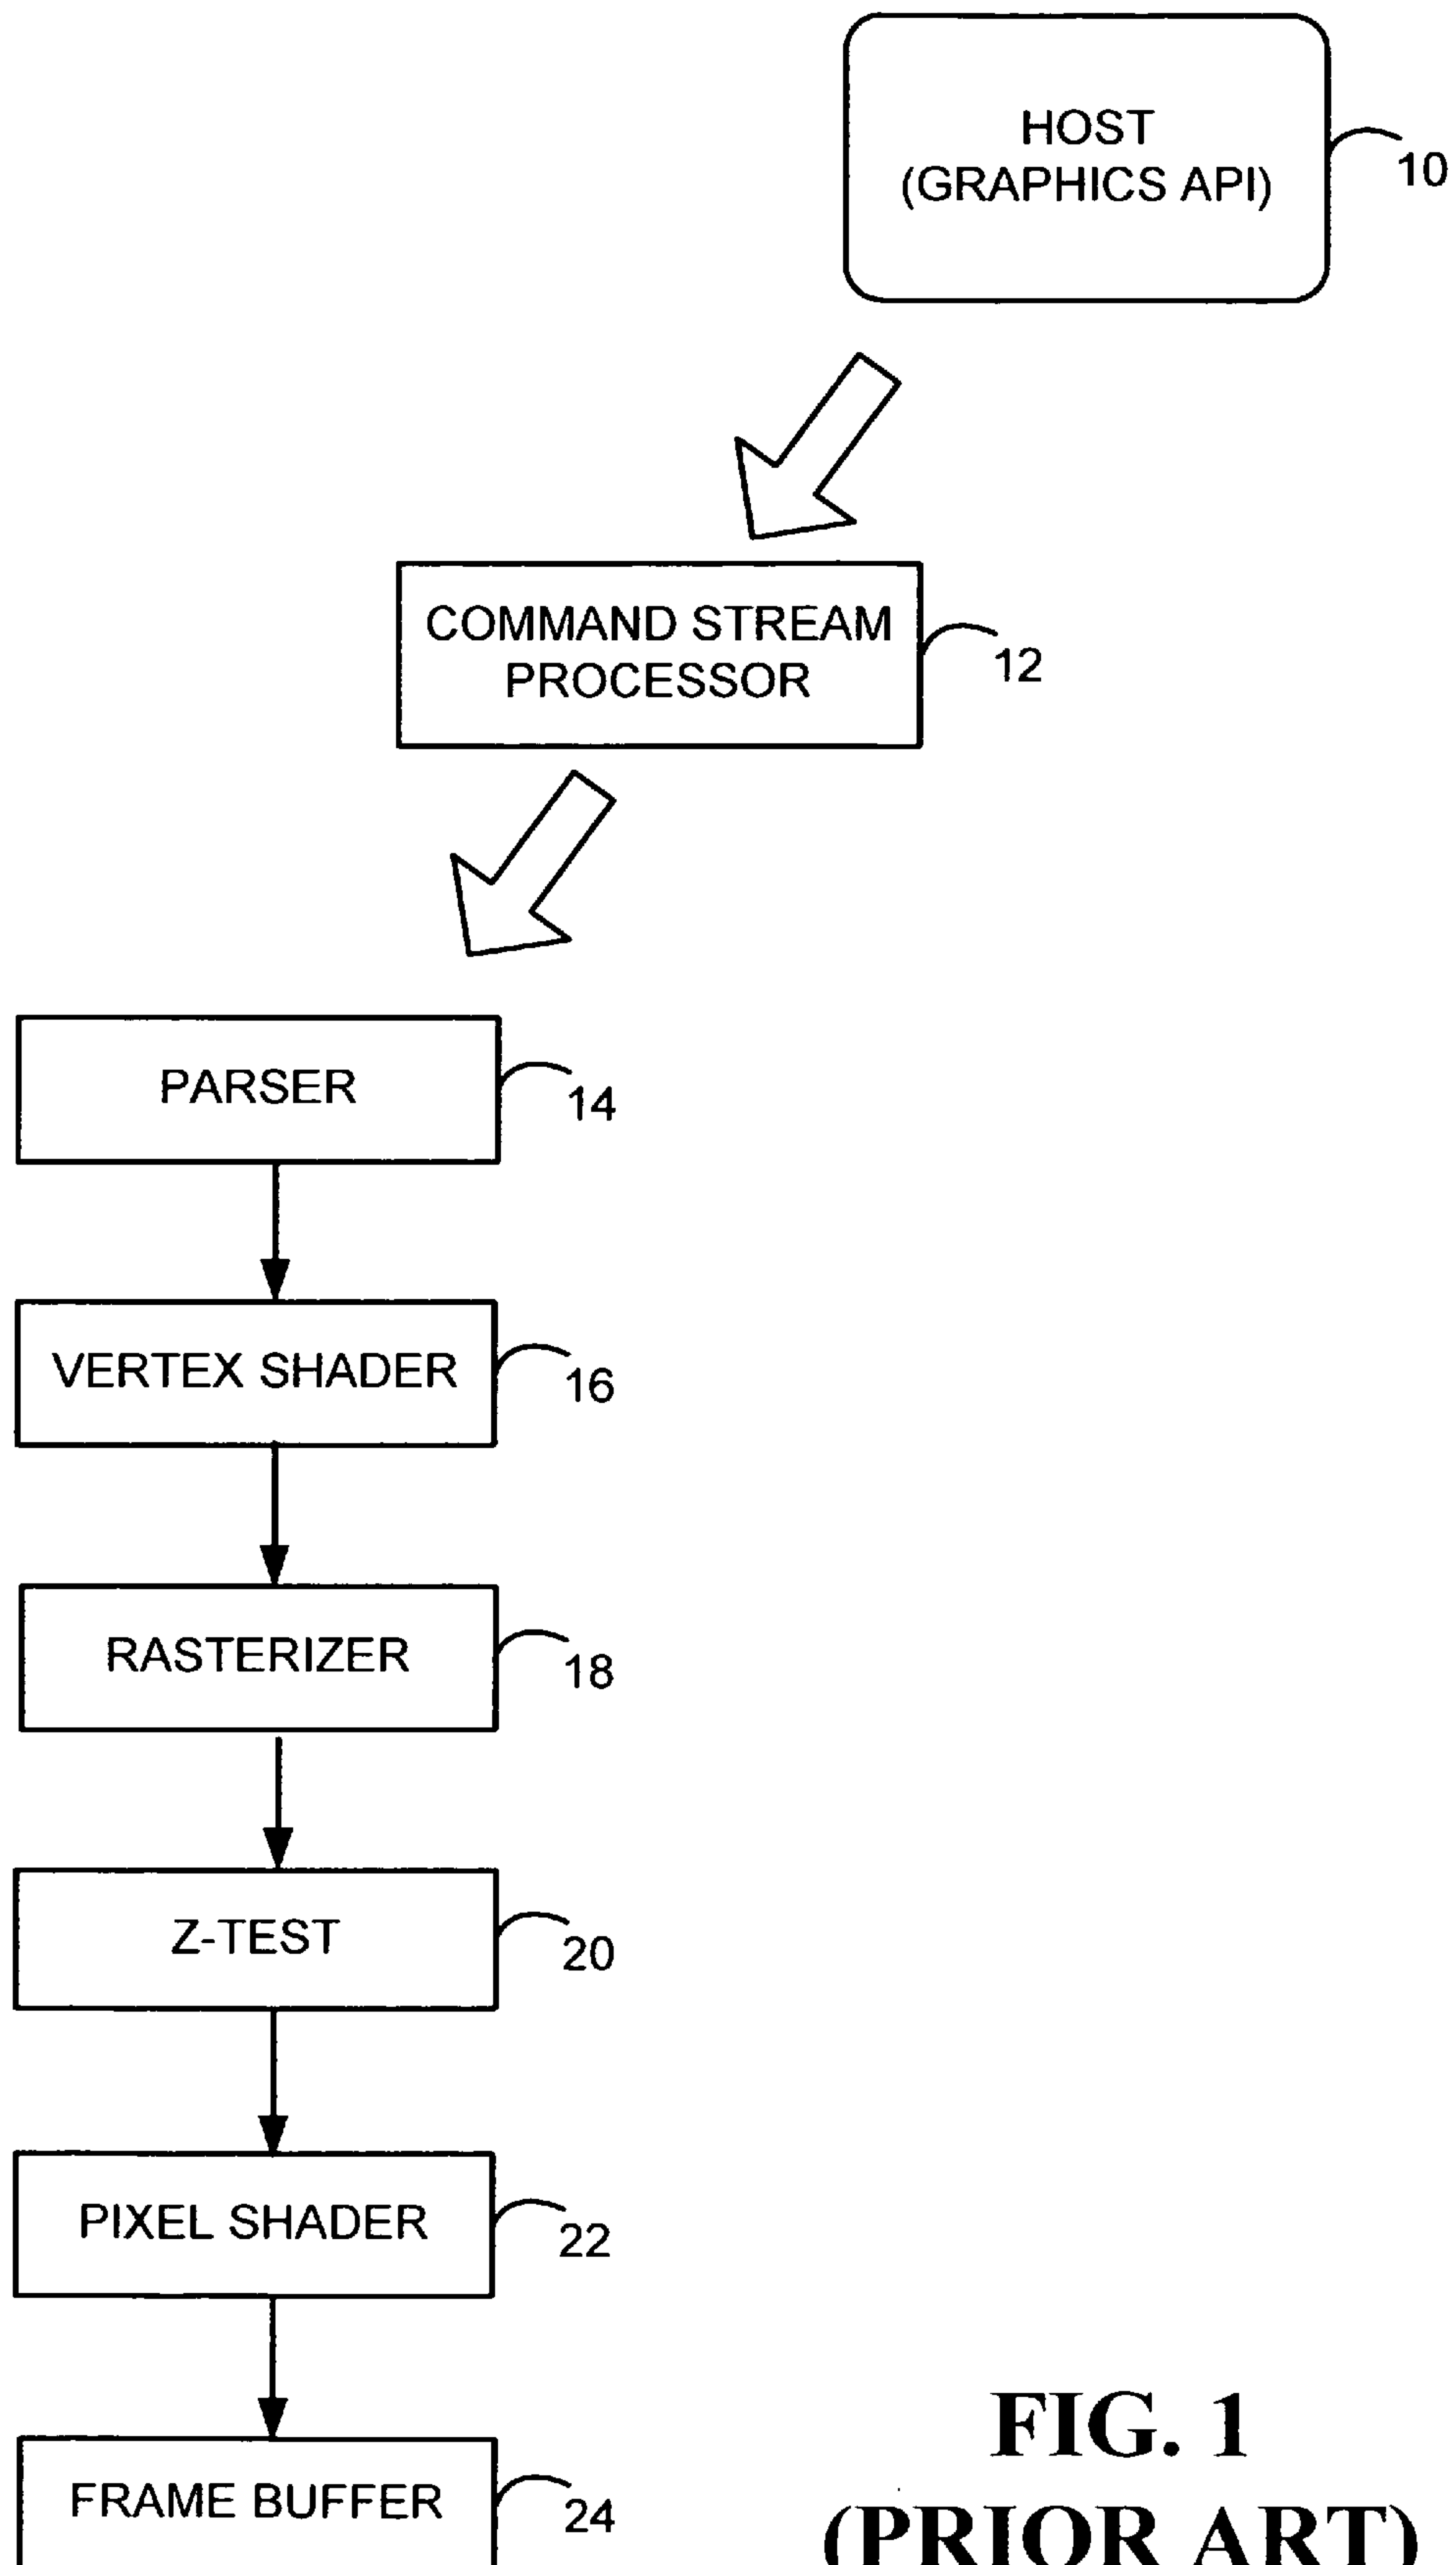 HOST
(GRAPHICS API)
10
COMMAND STREAM
PROCESSOR
12
PARSER
14
VERTEX SHADER
16
RASTERIZER
18
Z-TEST
20
PIXEL SHADER
22
FRAME BUFFER
24
FIG. 1
(PRIOR ART)